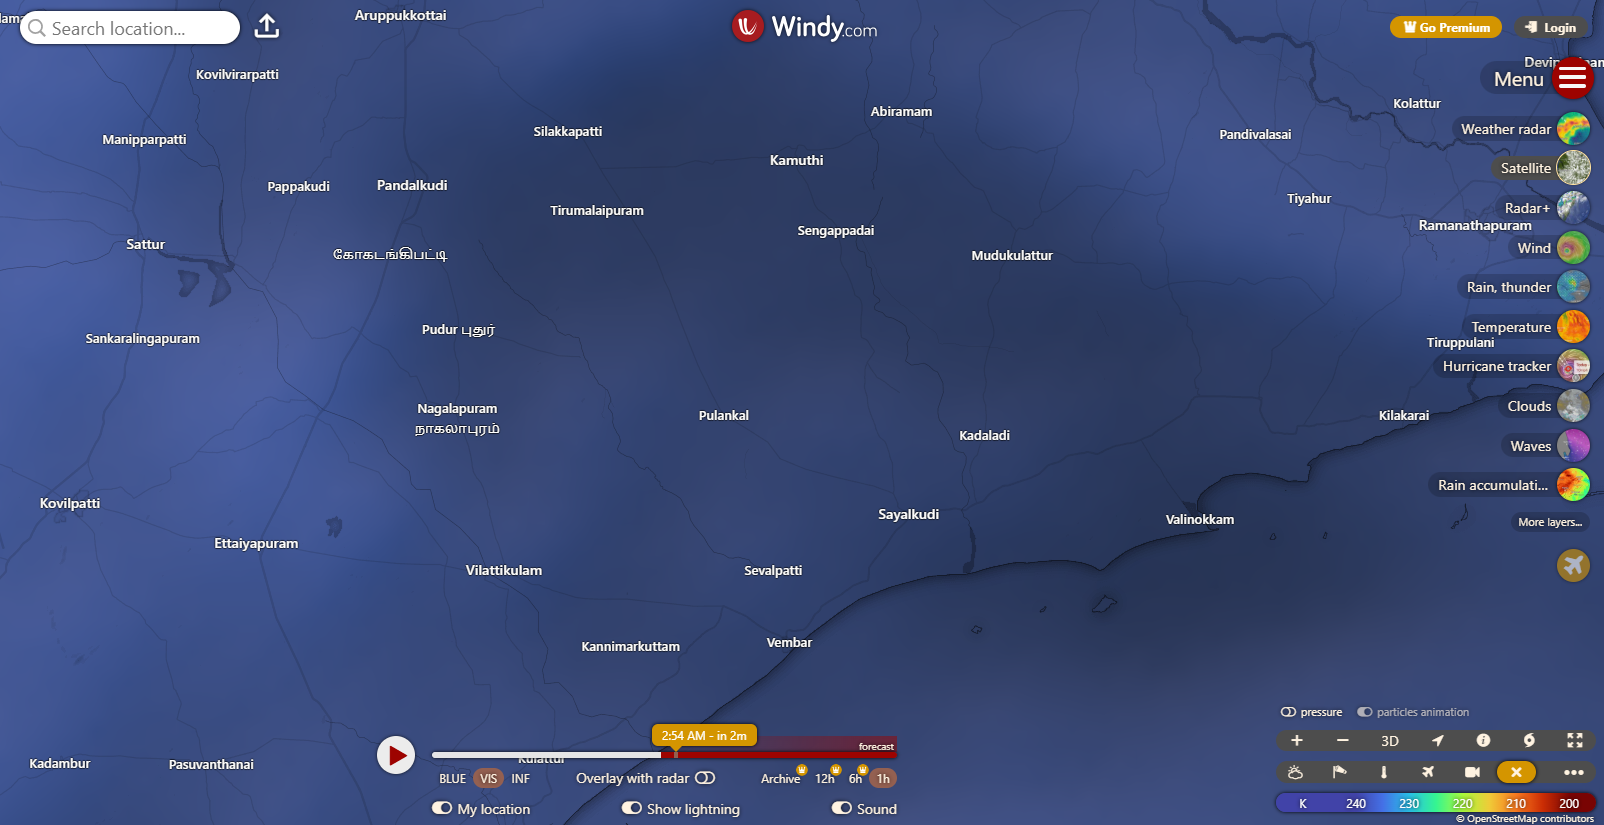 Aruppukkottai
Search location...
Windy.com
Go Premium
Login
Kovilvirarpatti
Menu
Kolattur
Abiramam
Silakkapatti
Pandivalasai
Weather radar
Manipparpatti
Kamuthi
Satellite
Pappakudi
Pandalkudi
Tiyahur
Radar+
Tirumalaipuram
Ramanathapuram
Sengappadai
Sattur
Wind
கோகடங்கிபட்டி
Mudukulattur
Rain, thunder
Pudur புதுர்
Temperature
Sankaralingapuram
Tiruppulani
Hurricane tracker
Nagalapuram
நாகலாபுரம்
Clouds
Pulankal
Kilakarai
Kadaladi
Waves
Rain accumulati...
Kovilpatti
Sayalkudi
Valinokkam
More layers...
Ettaiyapuram
Vilattikulam
Sevalpatti
Kannimarkuttam
Vembar
pressure
particles animation
2:54 AM - in 2m
forecast
3D
Kadambur
Pasuvanthanai
BLUE VIS INF
Overlay with radar
Archive 12h 6h 1h
My location
Show lightning
Sound
K 240 230 220 210 200
© OpenStreetMap contributors